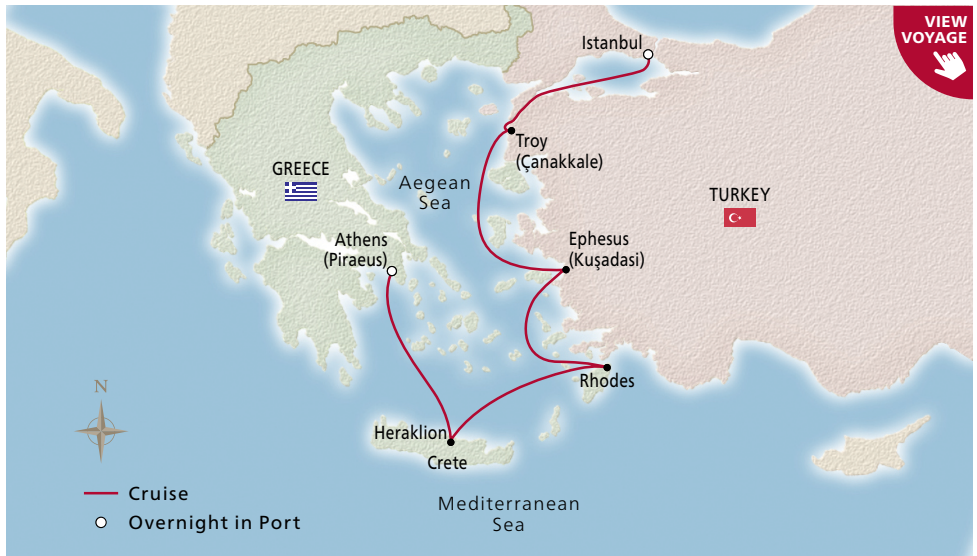 VIEW
VOYAGE
Istanbul
Troy
(Çanakkale)
GREECE
Aegean
Sea
TURKEY
Athens
(Piraeus)
Ephesus
(Kuşadasi)
Rhodes
N
Heraklion
Crete
Cruise
Mediterranean
Sea
Overnight in Port